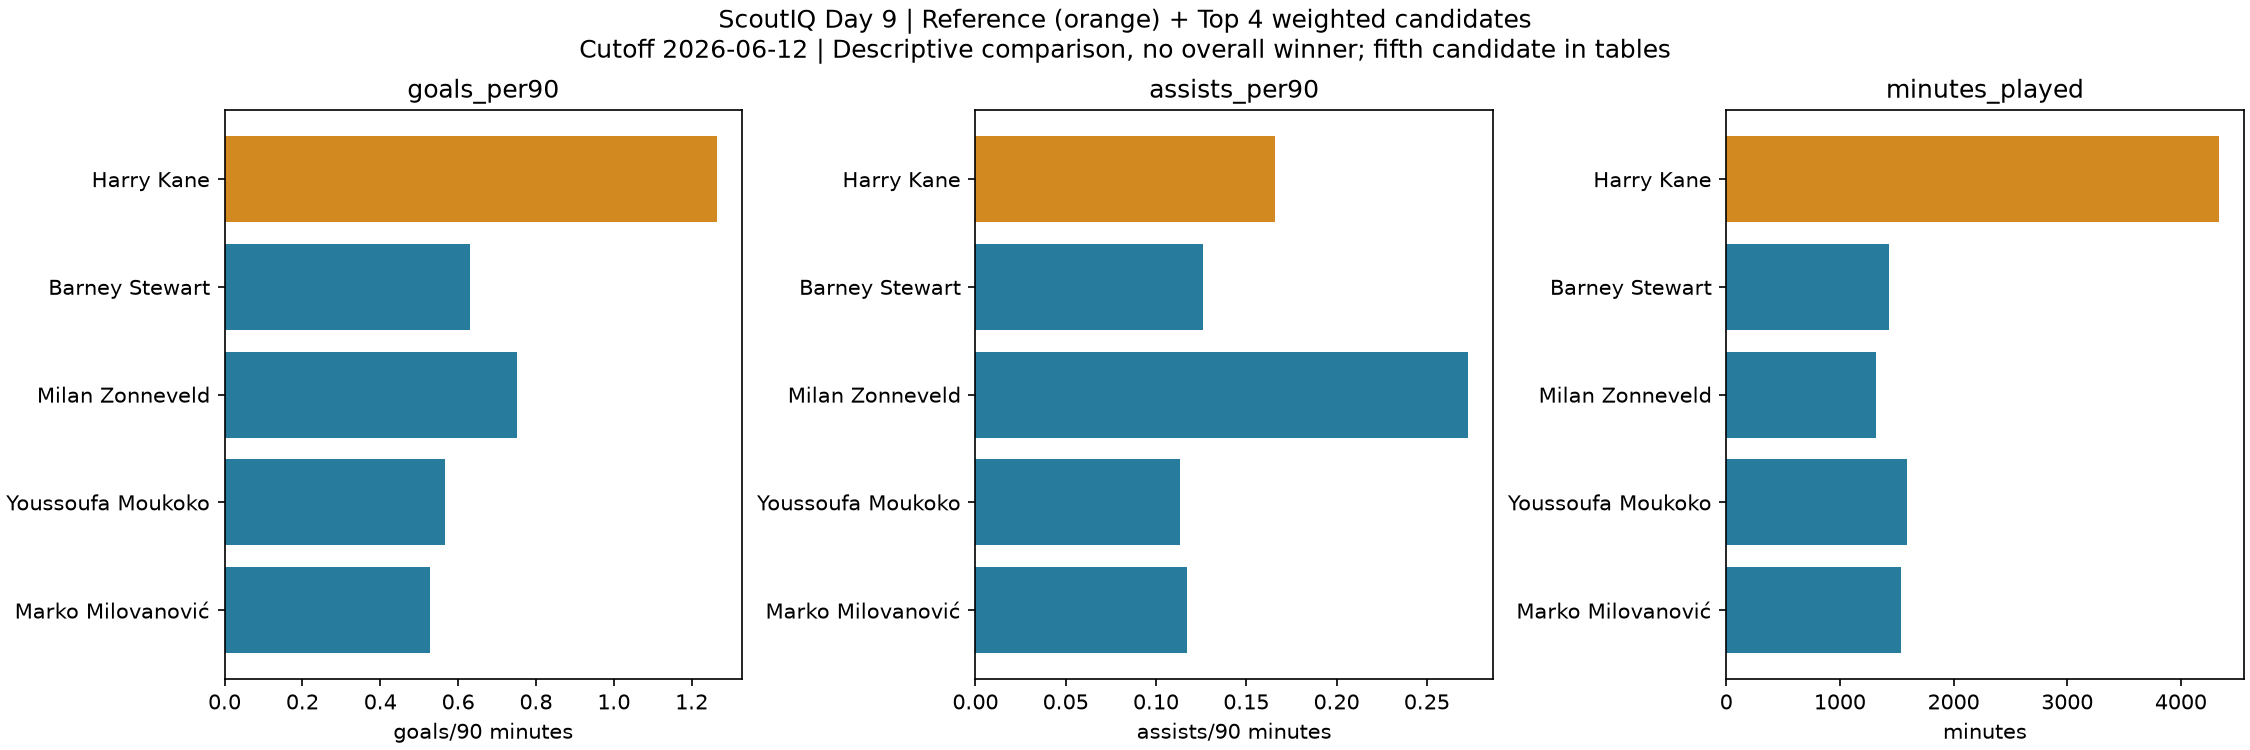 ScoutIQ Day 9 | Reference (orange) + Top 4 weighted candidates
Cutoff 2026-06-12 | Descriptive comparison, no overall winner; fifth candidate in tables
goals_per90
Harry Kane
Barney Stewart
Milan Zonneveld
Youssoufa Moukoko
Marko Milovanović
0.0 0.2 0.4 0.6 0.8 1.0 1.2
goals/90 minutes
assists_per90
Harry Kane
Barney Stewart
Milan Zonneveld
Youssoufa Moukoko
Marko Milovanović
0.00 0.05 0.10 0.15 0.20 0.25
assists/90 minutes
minutes_played
Harry Kane
Barney Stewart
Milan Zonneveld
Youssoufa Moukoko
Marko Milovanović
0 1000 2000 3000 4000
minutes